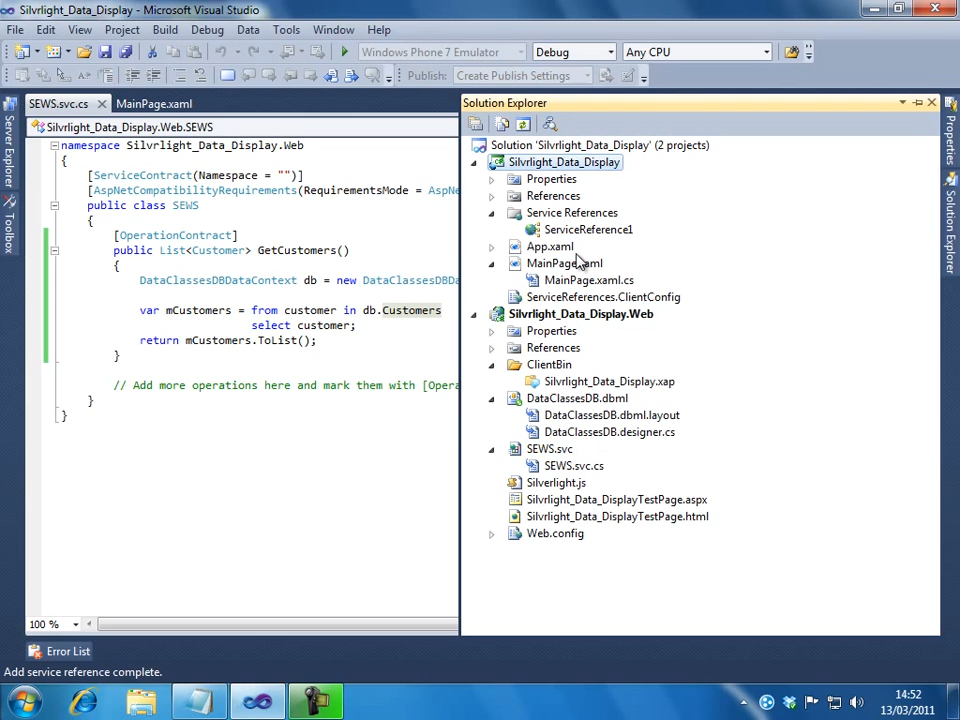 Silvrlight_Data_Display - Microsoft Visual Studio
File Edit View Project Build Debug Data Tools Window Help
Windows Phone 7 Emulator Debug Any CPU
Publish: Create Publish Settings
SEWS.svc.cs MainPage.xaml
Silvrlight_Data_Display.Web.SEWS
namespace Silvrlight_Data_Display.Web
{
[ServiceContract(Namespace = "")]
[AspNetCompatibilityRequirements(RequirementsMode = AspNe
public class SEWS
{
[OperationContract]
public List<Customer> GetCustomers()
{
DataClassesDBDataContext db = new DataClassesDBDa
var mCustomers = from customer in db.Customers
select customer;
return mCustomers.ToList();
}
// Add more operations here and mark them with [Opera
}
}
100 %
Solution Explorer
Solution 'Silvrlight_Data_Display' (2 projects)
Silvrlight_Data_Display
Properties
References
Service References
ServiceReference1
App.xaml
MainPage.xaml
MainPage.xaml.cs
ServiceReferences.ClientConfig
Silvrlight_Data_Display.Web
Properties
References
ClientBin
Silvrlight_Data_Display.xap
DataClassesDB.dbml
DataClassesDB.dbml.layout
DataClassesDB.designer.cs
SEWS.svc
SEWS.svc.cs
Silverlight.js
Silvrlight_Data_DisplayTestPage.aspx
Silvrlight_Data_DisplayTestPage.html
Web.config
Server Explorer
Toolbox
Properties
Solution Explorer
Error List
Add service reference complete.
14:52
13/03/2011